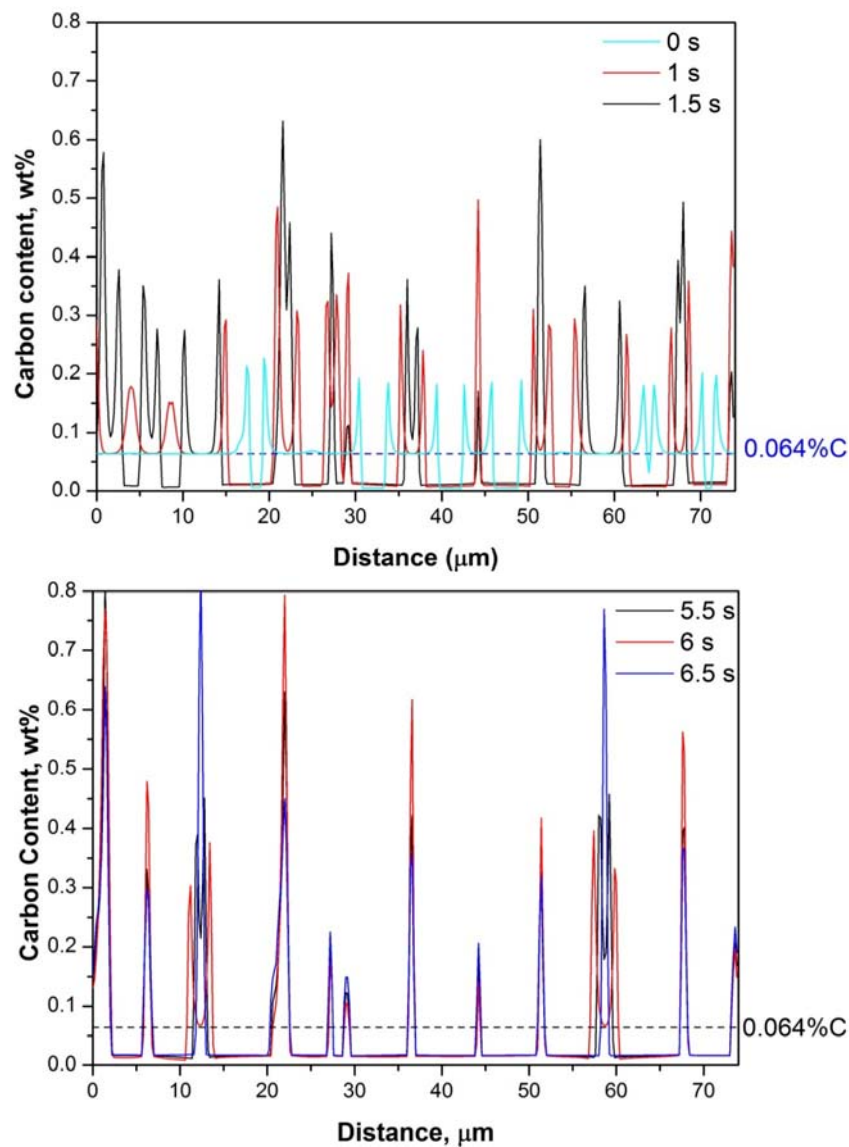 0.8
0.7
0.6
0.5
0.4
0.3
0.2
0.1
0.0
Carbon content, wt%
0 s
1 s
1.5 s
0.064%C
0 10 20 30 40 50 60 70
Distance (μm)
0.8
0.7
0.6
0.5
0.4
0.3
0.2
0.1
0.0
Carbon Content, wt%
5.5 s
6 s
6.5 s
0.064%C
0 10 20 30 40 50 60 70
Distance, μm